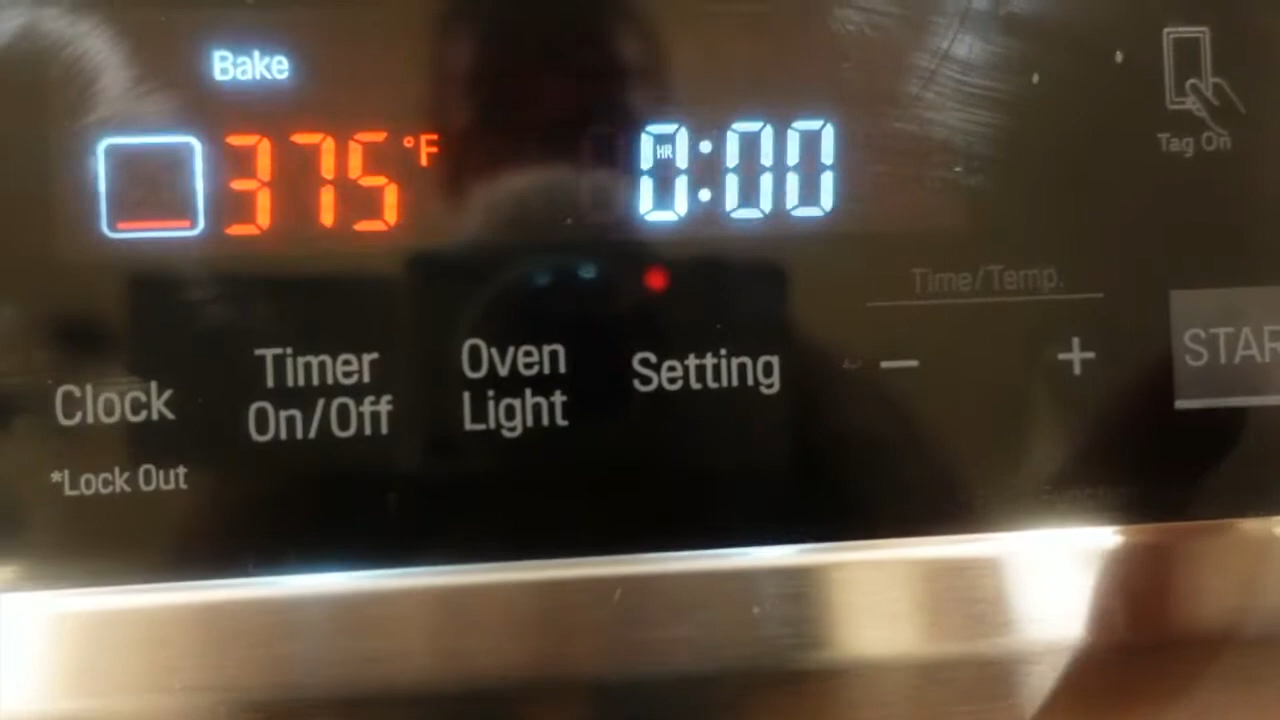 Bake
375°F
HR
0:00
Tag On
Time/Temp.
- +
STAR
Clock
*Lock Out
Timer
On/Off
Oven
Light
Setting